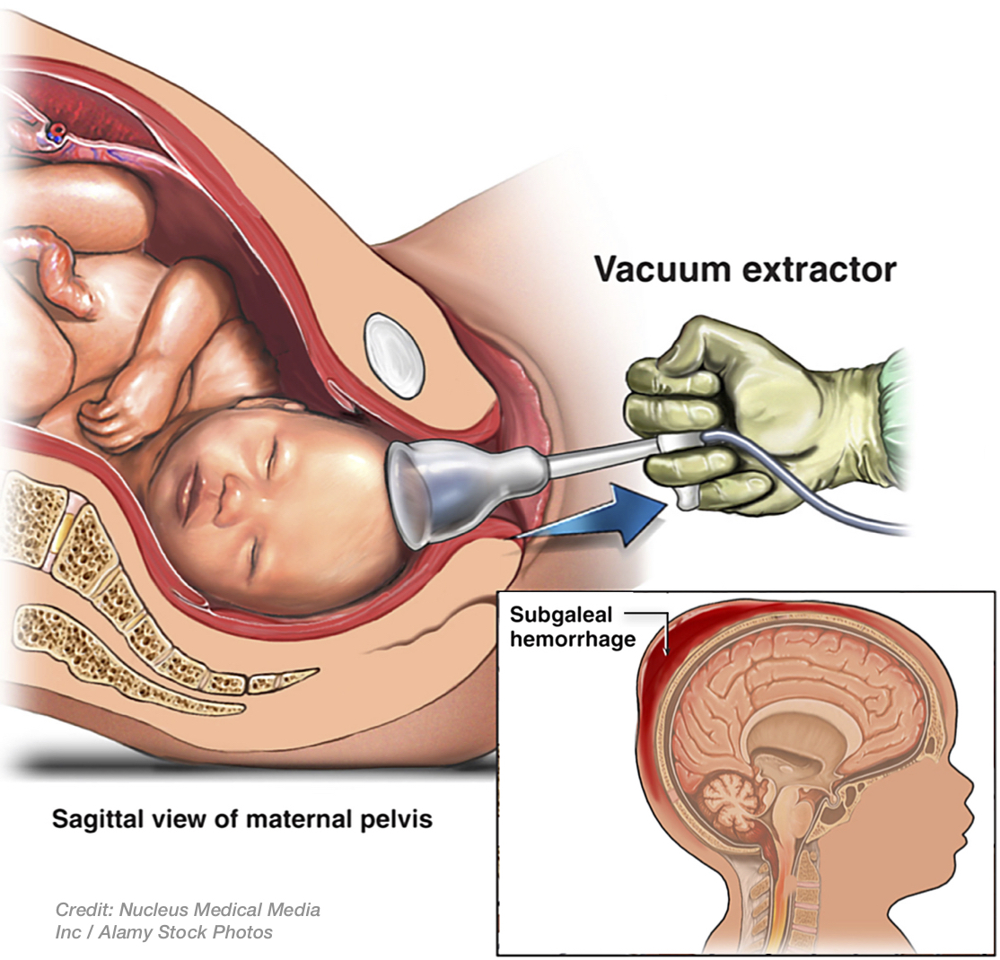 Vacuum extractor
Subgaleal
hemorrhage
Sagittal view of maternal pelvis
Credit: Nucleus Medical Media
Inc / Alamy Stock Photos